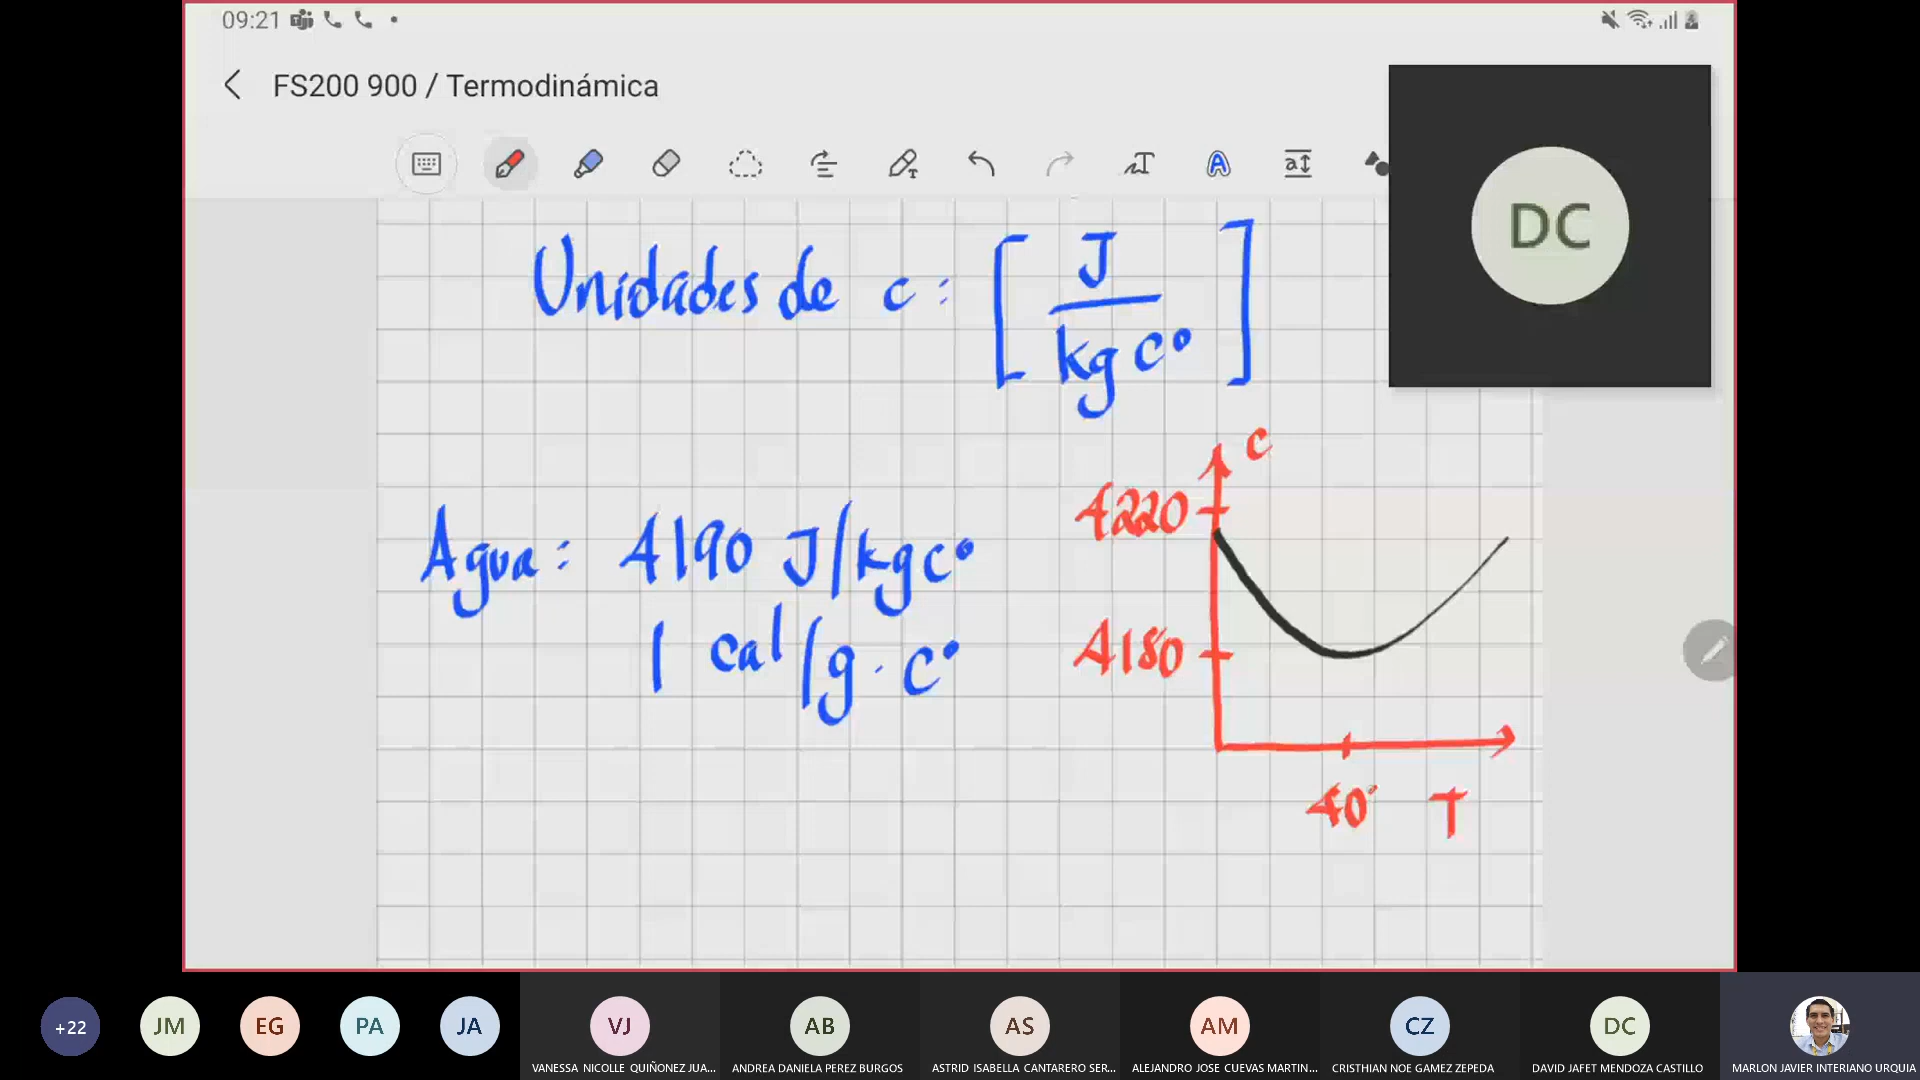 09:21
FS200 900 / Termodinámica
DC
Unidades de c: [ J / kg C° ]
Agua: 4190 J/kg C°
1 cal/g · C°
c
4220
4180
40°
T
+22
JM
EG
PA
JA
VJ
AB
AS
AM
CZ
DC
VANESSA NICOLLE QUIÑONEZ JUA...
ANDREA DANIELA PEREZ BURGOS
ASTRID ISABELLA CANTARERO SER...
ALEJANDRO JOSE CUEVAS MARTIN...
CRISTHIAN NOE GAMEZ ZEPEDA
DAVID JAFET MENDOZA CASTILLO
MARLON JAVIER INTERIANO URQUIA